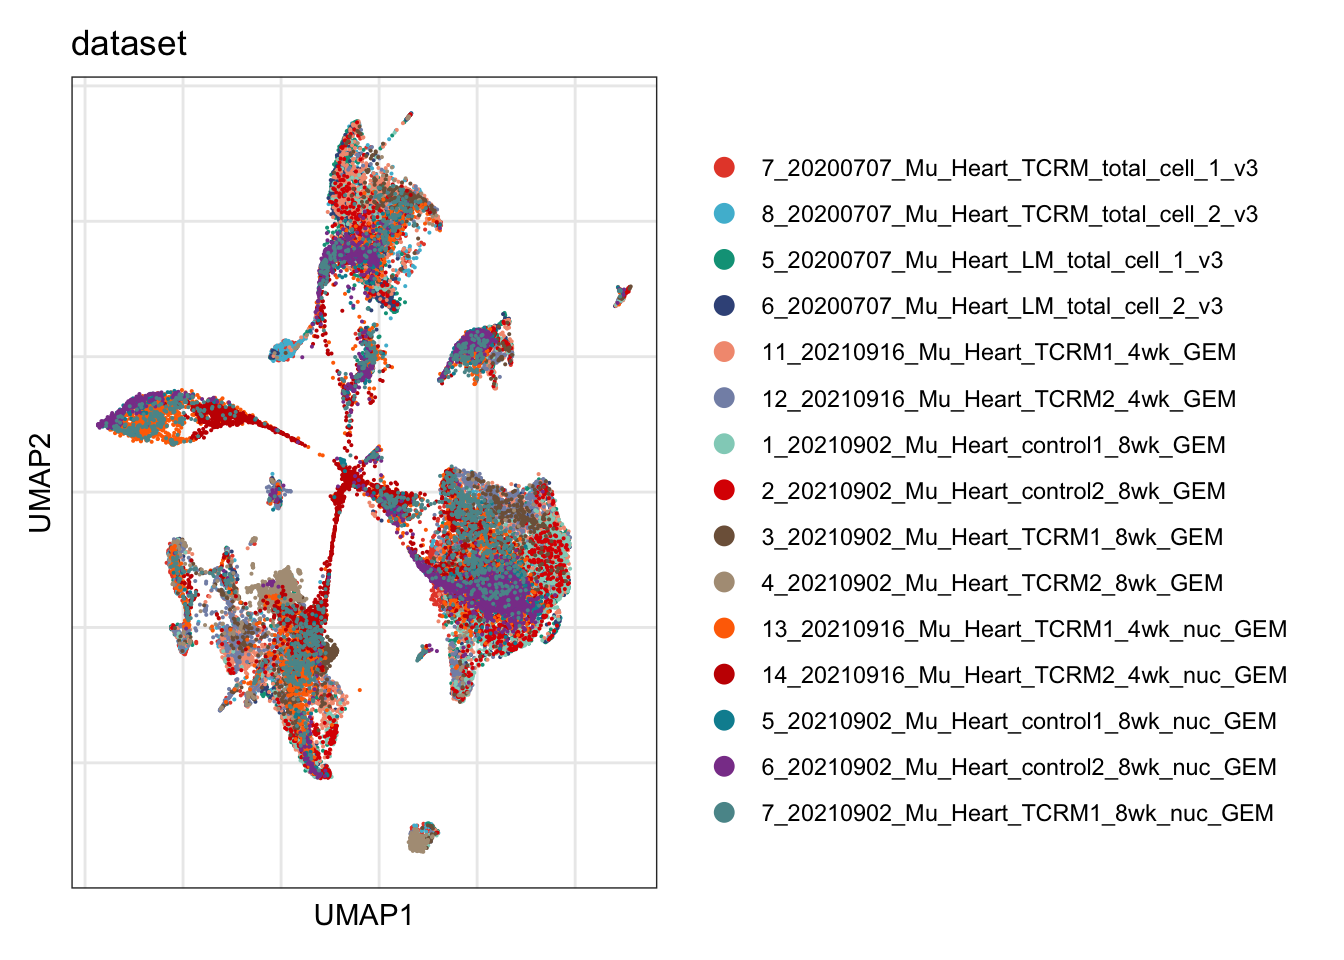 dataset
7_20200707_Mu_Heart_TCRM_total_cell_1_v3
8_20200707_Mu_Heart_TCRM_total_cell_2_v3
5_20200707_Mu_Heart_LM_total_cell_1_v3
6_20200707_Mu_Heart_LM_total_cell_2_v3
11_20210916_Mu_Heart_TCRM1_4wk_GEM
12_20210916_Mu_Heart_TCRM2_4wk_GEM
1_20210902_Mu_Heart_control1_8wk_GEM
2_20210902_Mu_Heart_control2_8wk_GEM
3_20210902_Mu_Heart_TCRM1_8wk_GEM
4_20210902_Mu_Heart_TCRM2_8wk_GEM
13_20210916_Mu_Heart_TCRM1_4wk_nuc_GEM
14_20210916_Mu_Heart_TCRM2_4wk_nuc_GEM
5_20210902_Mu_Heart_control1_8wk_nuc_GEM
6_20210902_Mu_Heart_control2_8wk_nuc_GEM
7_20210902_Mu_Heart_TCRM1_8wk_nuc_GEM
UMAP2
UMAP1